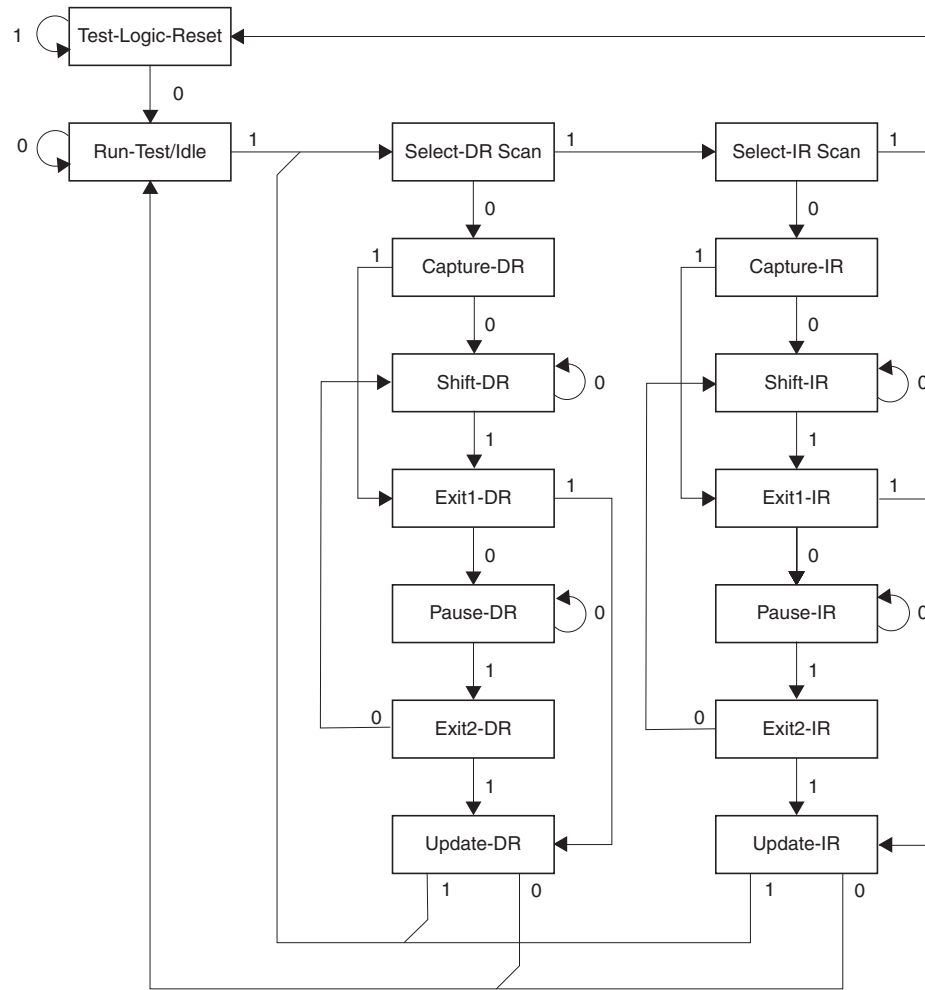 1
Test-Logic-Reset
0
0
Run-Test/Idle
1
Select-DR Scan
1
Select-IR Scan
1
0
0
1
Capture-DR
1
Capture-IR
0
0
Shift-DR
0
Shift-IR
0
1
1
Exit1-DR
1
Exit1-IR
1
0
0
Pause-DR
0
Pause-IR
0
1
1
0
Exit2-DR
0
Exit2-IR
1
1
Update-DR
Update-IR
1
0
1
0